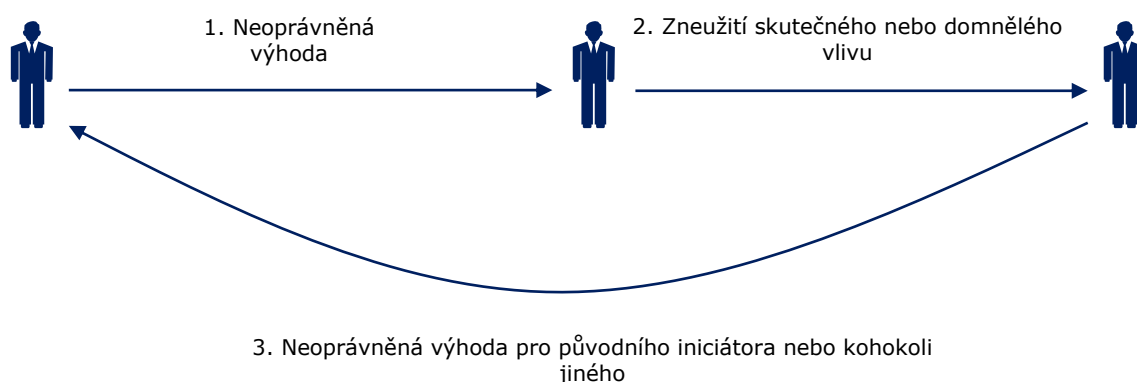 1. Neoprávněná
výhoda
2. Zneužití skutečného nebo domnělého
vlivu
3. Neoprávněná výhoda pro původního iniciátora nebo kohokoli
jiného